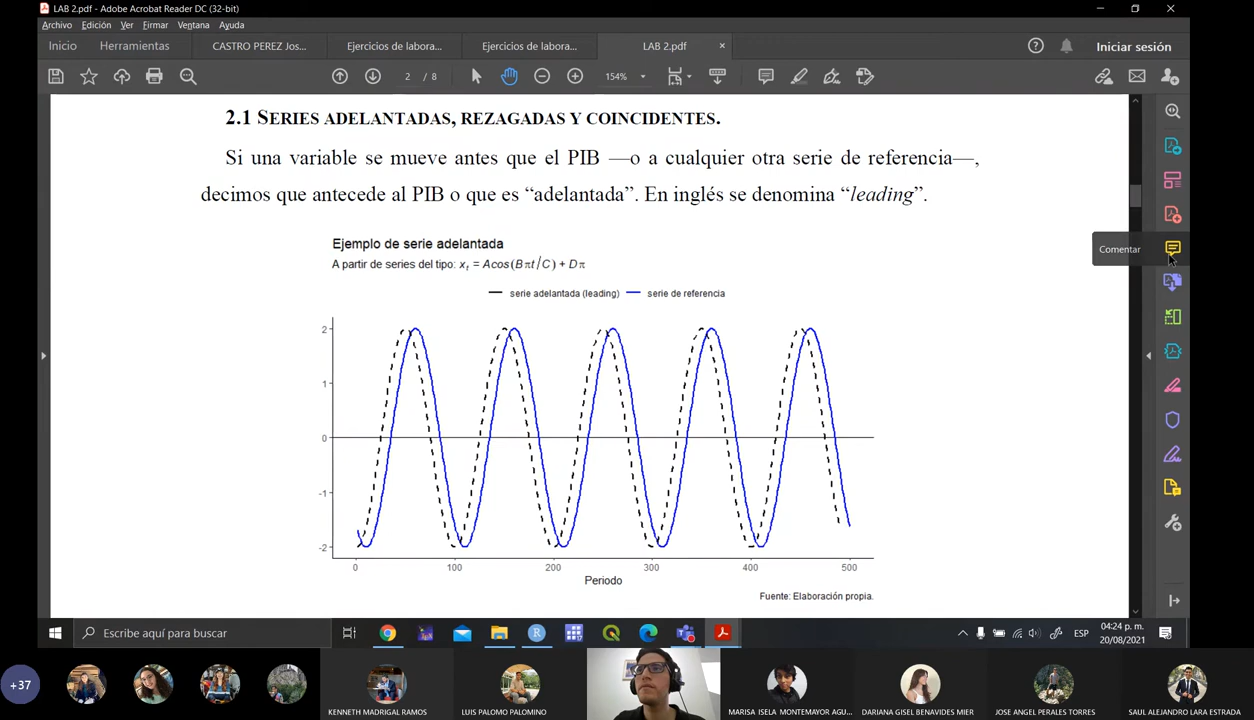 LAB 2.pdf - Adobe Acrobat Reader DC (32-bit)
Archivo Edición Ver Firmar Ventana Ayuda
Inicio Herramientas CASTRO PEREZ Jos... Ejercicios de labora... Ejercicios de labora... LAB 2.pdf Iniciar sesión
2 / 8 154%
2.1 SERIES ADELANTADAS, REZAGADAS Y COINCIDENTES.
Si una variable se mueve antes que el PIB —o a cualquier otra serie de referencia—,
decimos que antecede al PIB o que es “adelantada”. En inglés se denomina “leading”.
Comentar
Ejemplo de serie adelantada
A partir de series del tipo: xt = Acos(Bπt/C) + Dπ
serie adelantada (leading) serie de referencia
2
1
0
-1
-2
0 100 200 300 400 500
Periodo
Fuente: Elaboración propia.
Escribe aquí para buscar
ESP
04:24 p. m.
20/08/2021
+37
KENNETH MADRIGAL RAMOS LUIS PALOMO PALOMINO MARISA ISELA MONTEMAYOR AGU... DARIANA GISEL BENAVIDES MIER JOSE ANGEL PERALES TORRES SAUL ALEJANDRO LARA ESTRADA